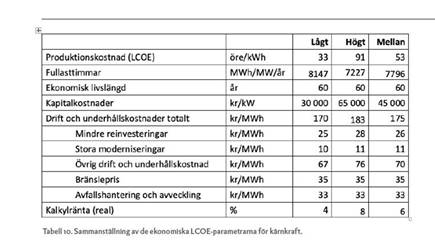 Lågt Högt Mellan
Produktionskostnad (LCOE) öre/kWh 33 91 53
Fullasttimmar MWh/MW/år 8147 7227 7796
Ekonomisk livslängd år 60 60 60
Kapitalkostnader kr/kW 30 000 65 000 45 000
Drift och underhållskostnader totalt kr/MWh 170 183 175
Mindre reinvesteringar kr/MWh 25 28 26
Stora moderniseringar kr/MWh 10 11 11
Övrig drift och underhållskostnad kr/MWh 67 76 70
Bränslepris kr/MWh 35 35 35
Avfallshantering och avveckling kr/MWh 33 33 33
Kalkylränta (real) % 4 8 6
Tabell 10. Sammanställning av de ekonomiska LCOE-parametrarna för kärnkraft.